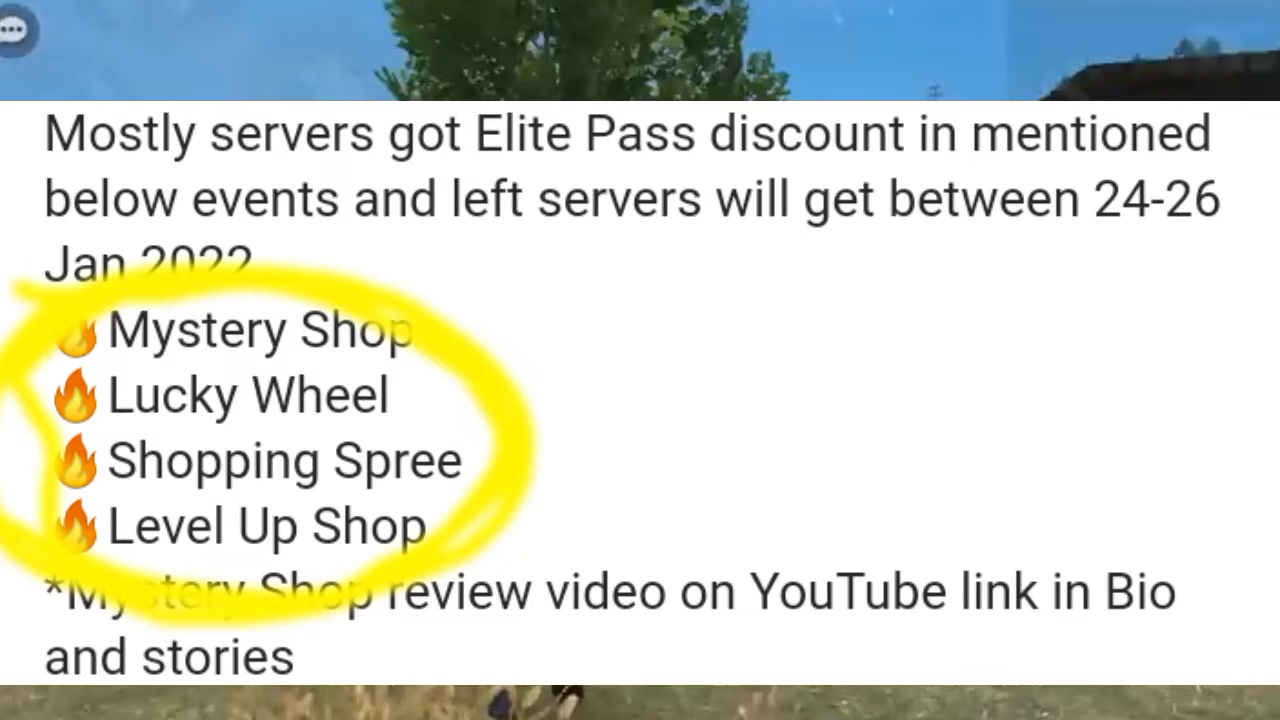 Mostly servers got Elite Pass discount in mentioned
below events and left servers will get between 24-26
Jan 2022
🔥Mystery Shop
🔥Lucky Wheel
🔥Shopping Spree
🔥Level Up Shop
*Mystery Shop review video on YouTube link in Bio
and stories